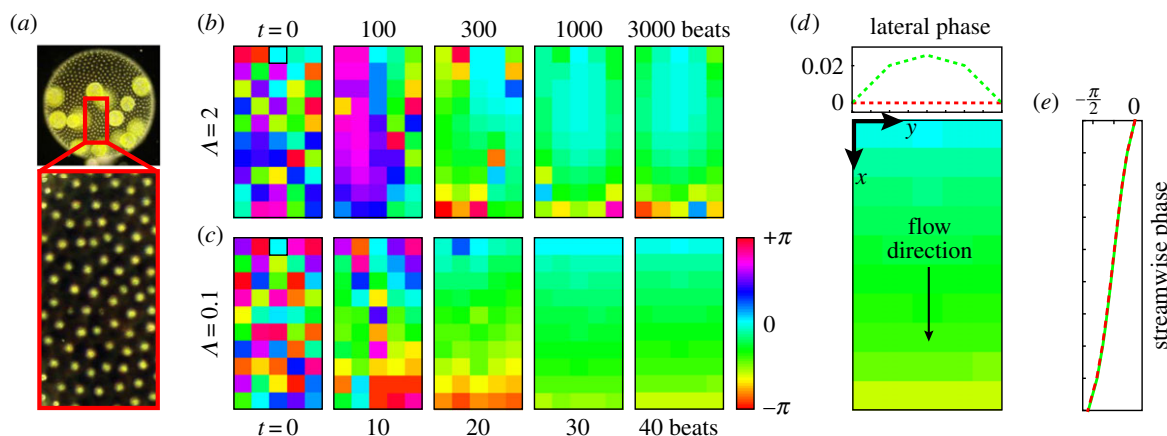 (a)
(b) t = 0 100 300 1000 3000 beats
Λ = 2
(c)
Λ = 0.1
t = 0 10 20 30 40 beats
+π
0
−π
(d) lateral phase
0.02
0
y
x
flow
direction
(e)
−π/2 0
streamwise phase